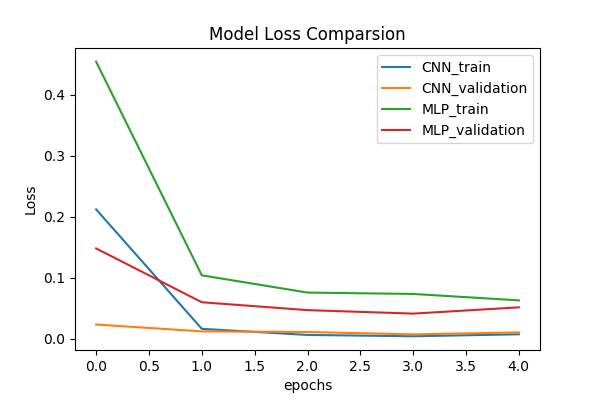 Model Loss Comparsion
CNN_train
CNN_validation
MLP_train
MLP_validation
0.4
0.3
0.2
0.1
0.0
Loss
0.0 0.5 1.0 1.5 2.0 2.5 3.0 3.5 4.0
epochs